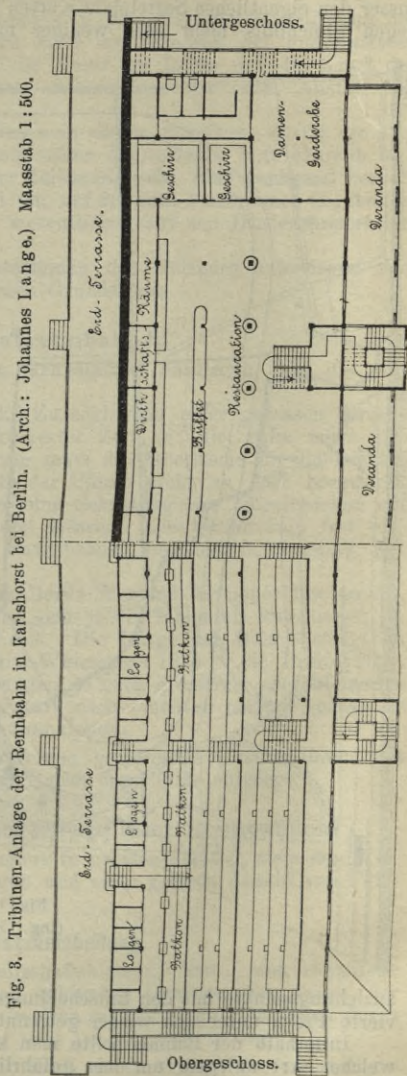 Fig. 3. Tribünen-Anlage der Rennbahn in Karlshorst bei Berlin. (Arch.: Johannes Lange.) Maasstab 1:500.
Untergeschoss.
Erd-Terrasse.
Geschirr
Geschirr
Damen-
Garderobe
Veranda
Wirthschafts-Räume
Büffet
Restauration
Veranda
Erd-Terrasse
Logen
Balkon
Logen
Balkon
Logen
Balkon
Obergeschoss.